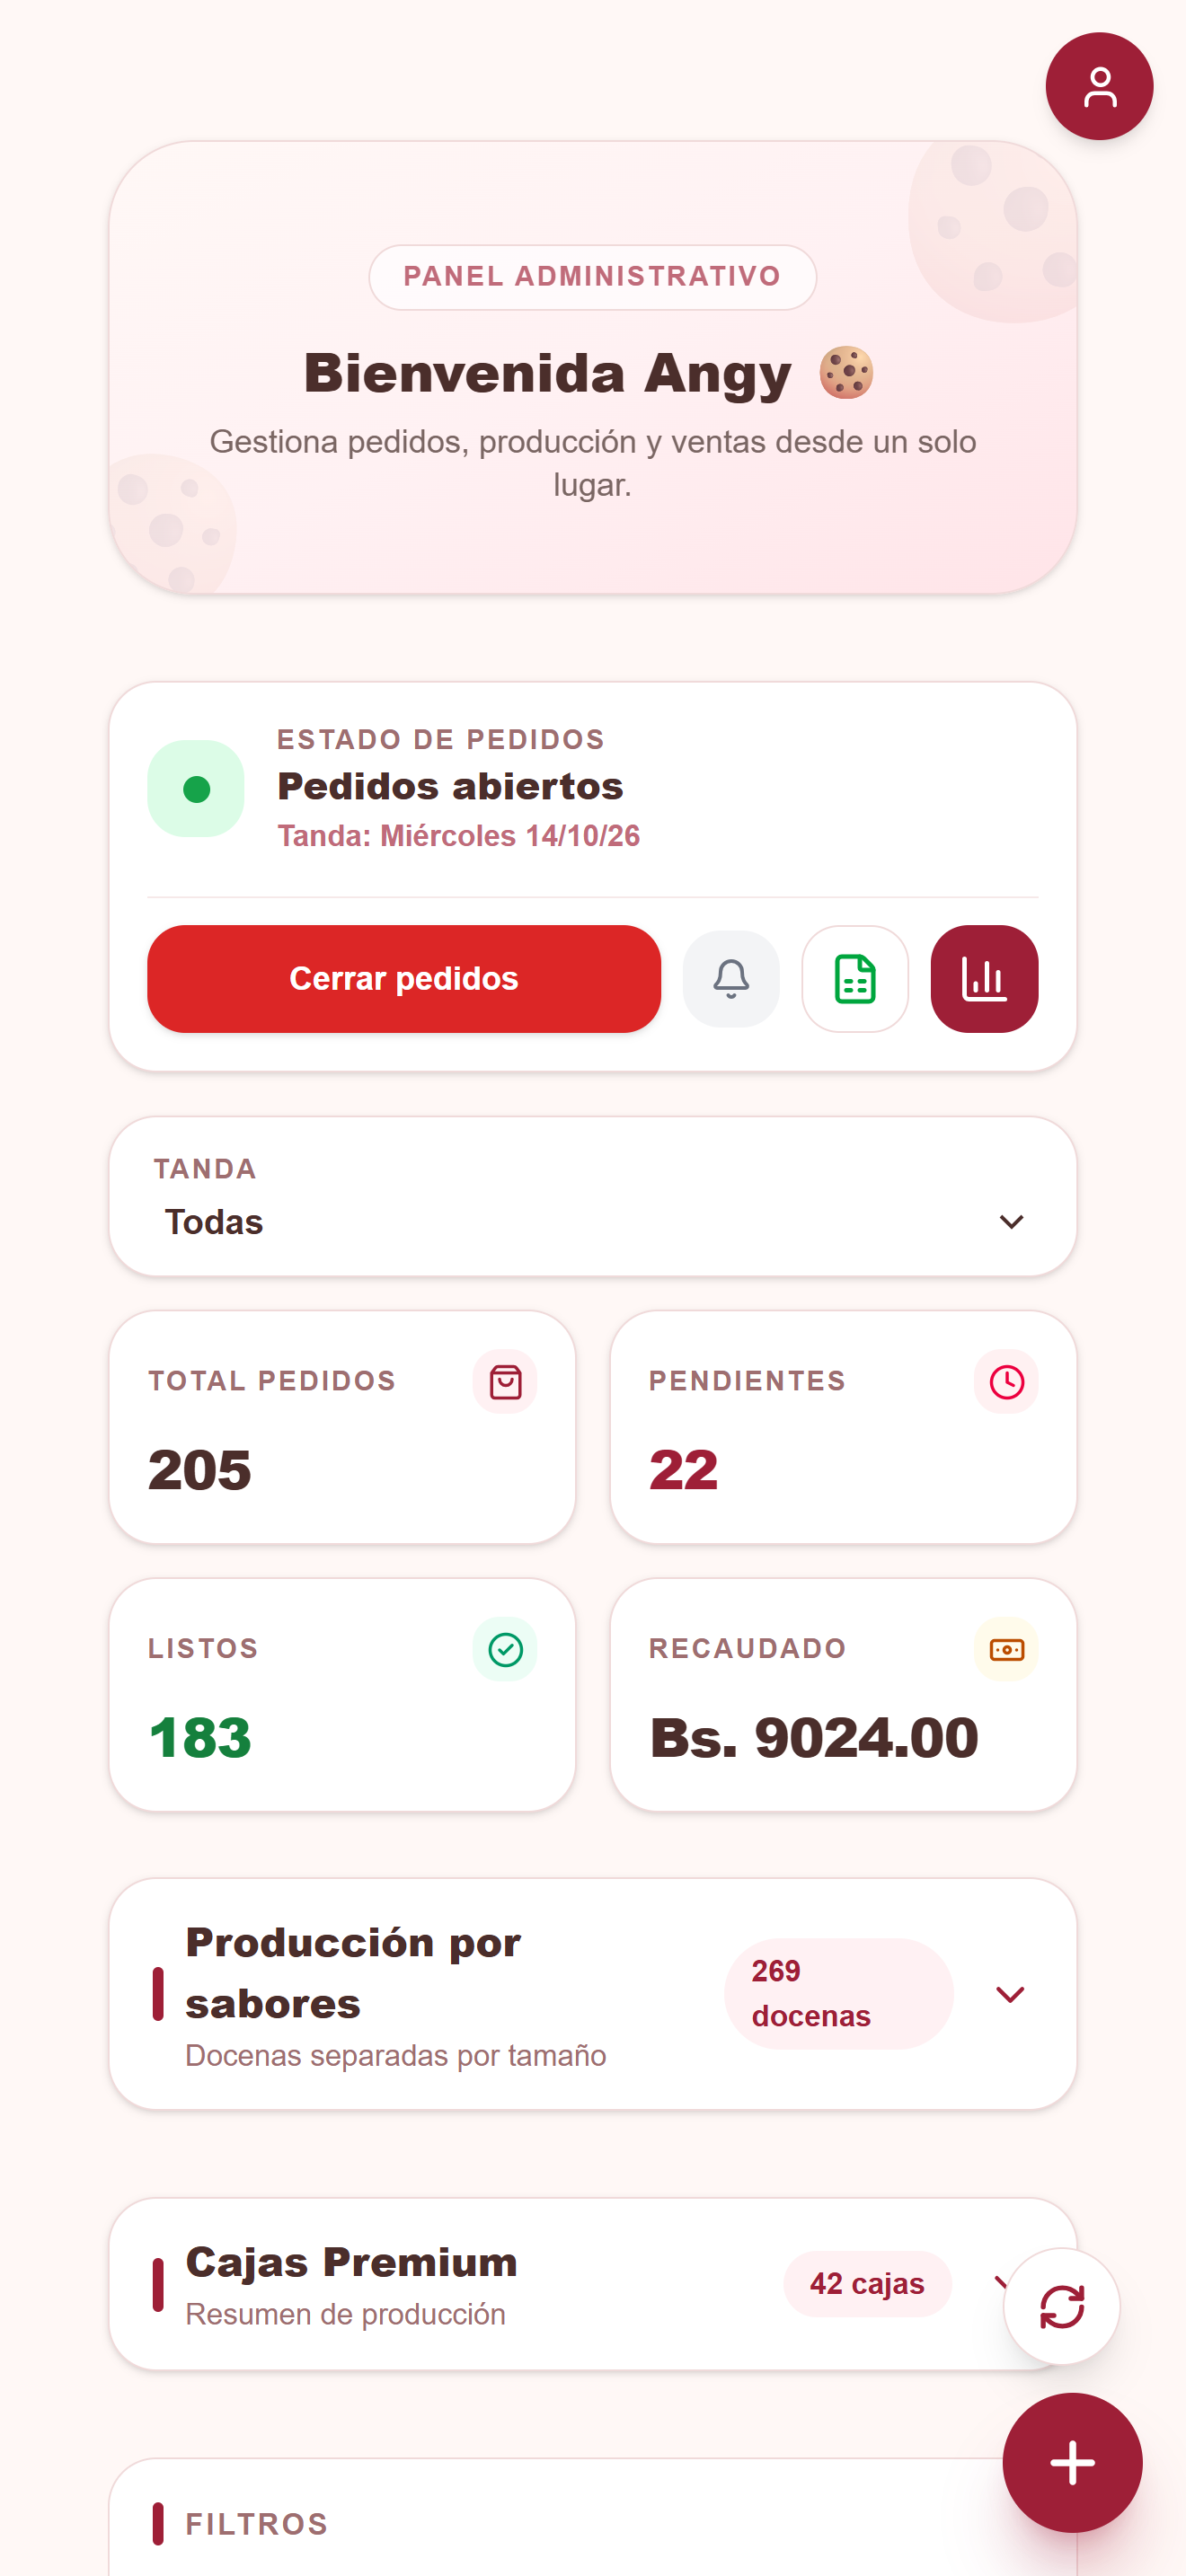 PANEL ADMINISTRATIVO
Bienvenida Angy
Gestiona pedidos, producción y ventas desde un solo
lugar.
ESTADO DE PEDIDOS
Pedidos abiertos
Tanda: Miércoles 14/10/26
Cerrar pedidos
TANDA
Todas
TOTAL PEDIDOS
205
PENDIENTES
22
LISTOS
183
RECAUDADO
Bs. 9024.00
Producción por
sabores
Docenas separadas por tamaño
269
docenas
Cajas Premium
Resumen de producción
42 cajas
FILTROS